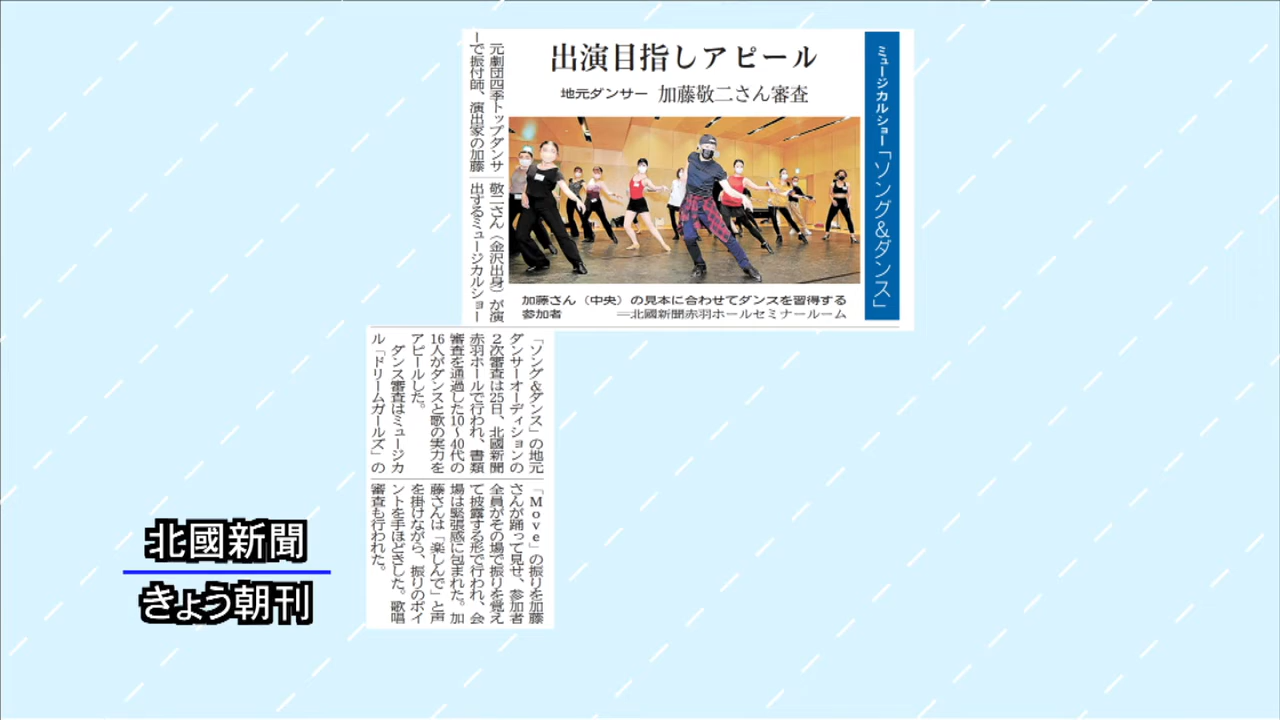 ミュージカルショー「ソング&ダンス」
出演目指しアピール
地元ダンサー 加藤敬二さん審査
加藤さん（中央）の見本に合わせてダンスを習得する
参加者 =北國新聞赤羽ホールセミナールーム
元劇団四季トップダンサ
ーで振付師、演出家の加藤
敬二さん（金沢出身）が演
出するミュージカルショー
「ソング&ダンス」の地元
ダンサーオーディションの
2次審査は25日、北國新聞
赤羽ホールで行われ、書類
審査を通過した10〜40代の
16人がダンスと歌の実力を
アピールした。
ダンス審査はミュージカ
ル「ドリームガールズ」の
「Move」の振りを加藤
さんが踊って見せ、参加者
全員がその場で振りを覚え
て披露する形で行われ、会
場は緊張感に包まれた。加
藤さんは「楽しんで」と声
を掛けながら、振りのポイ
ントを手ほどきした。歌唱
審査も行われた。
北國新聞
きょう朝刊